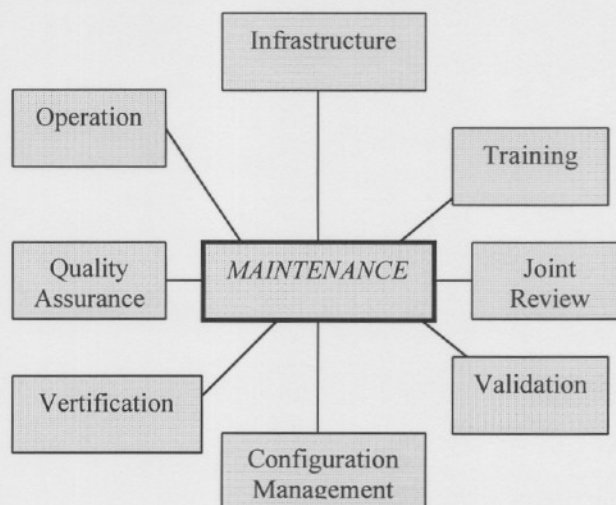 Infrastructure
Operation
Training
Quality
Assurance
MAINTENANCE
Joint
Review
Vertification
Validation
Configuration
Management